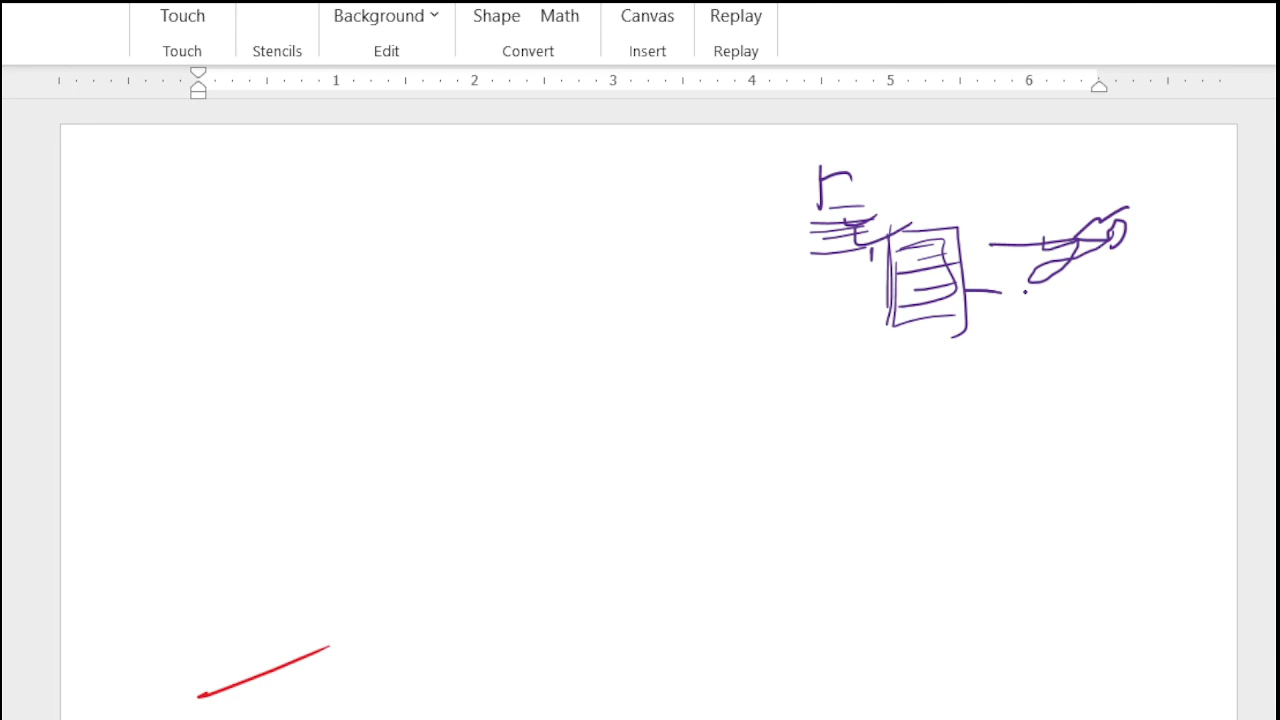 Touch Background Shape Math Canvas Replay
Touch Stencils Edit Convert Insert Replay
1 2 3 4 5 6